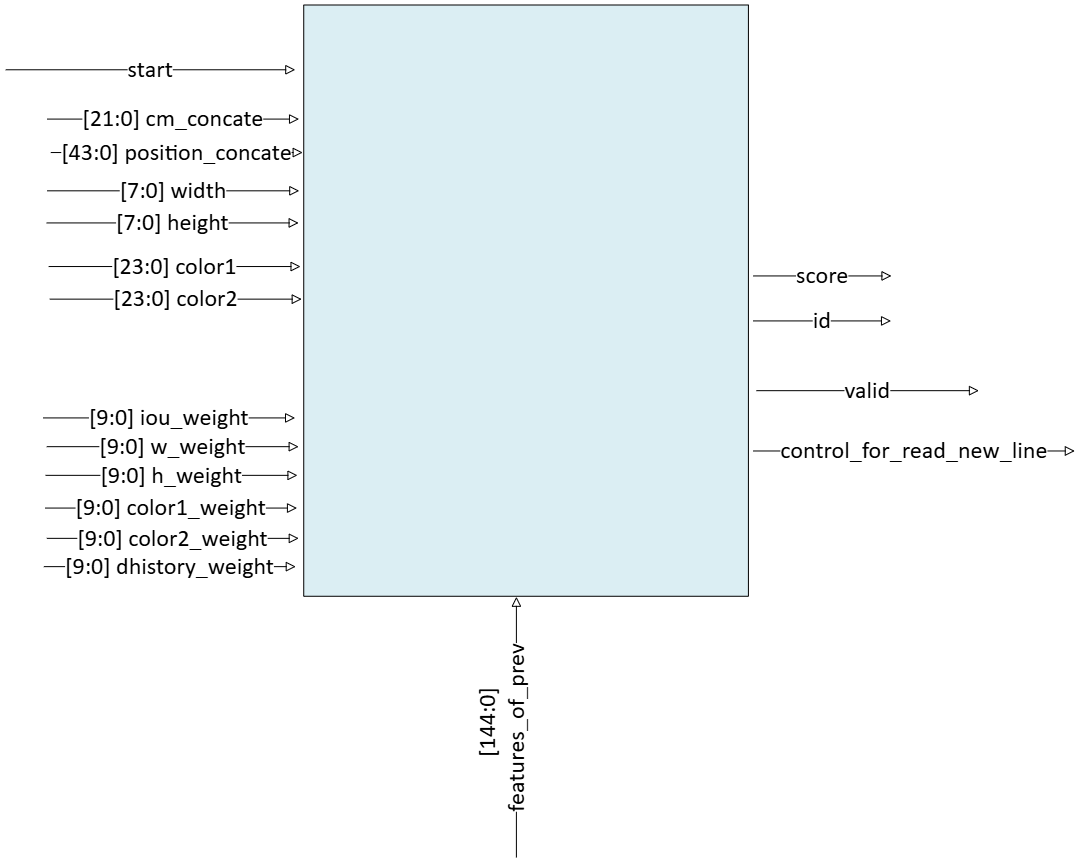 start
[21:0] cm_concate
[43:0] position_concate
[7:0] width
[7:0] height
[23:0] color1
[23:0] color2
score
id
valid
control_for_read_new_line
[9:0] iou_weight
[9:0] w_weight
[9:0] h_weight
[9:0] color1_weight
[9:0] color2_weight
[9:0] dhistory_weight
[144:0]
features_of_prev